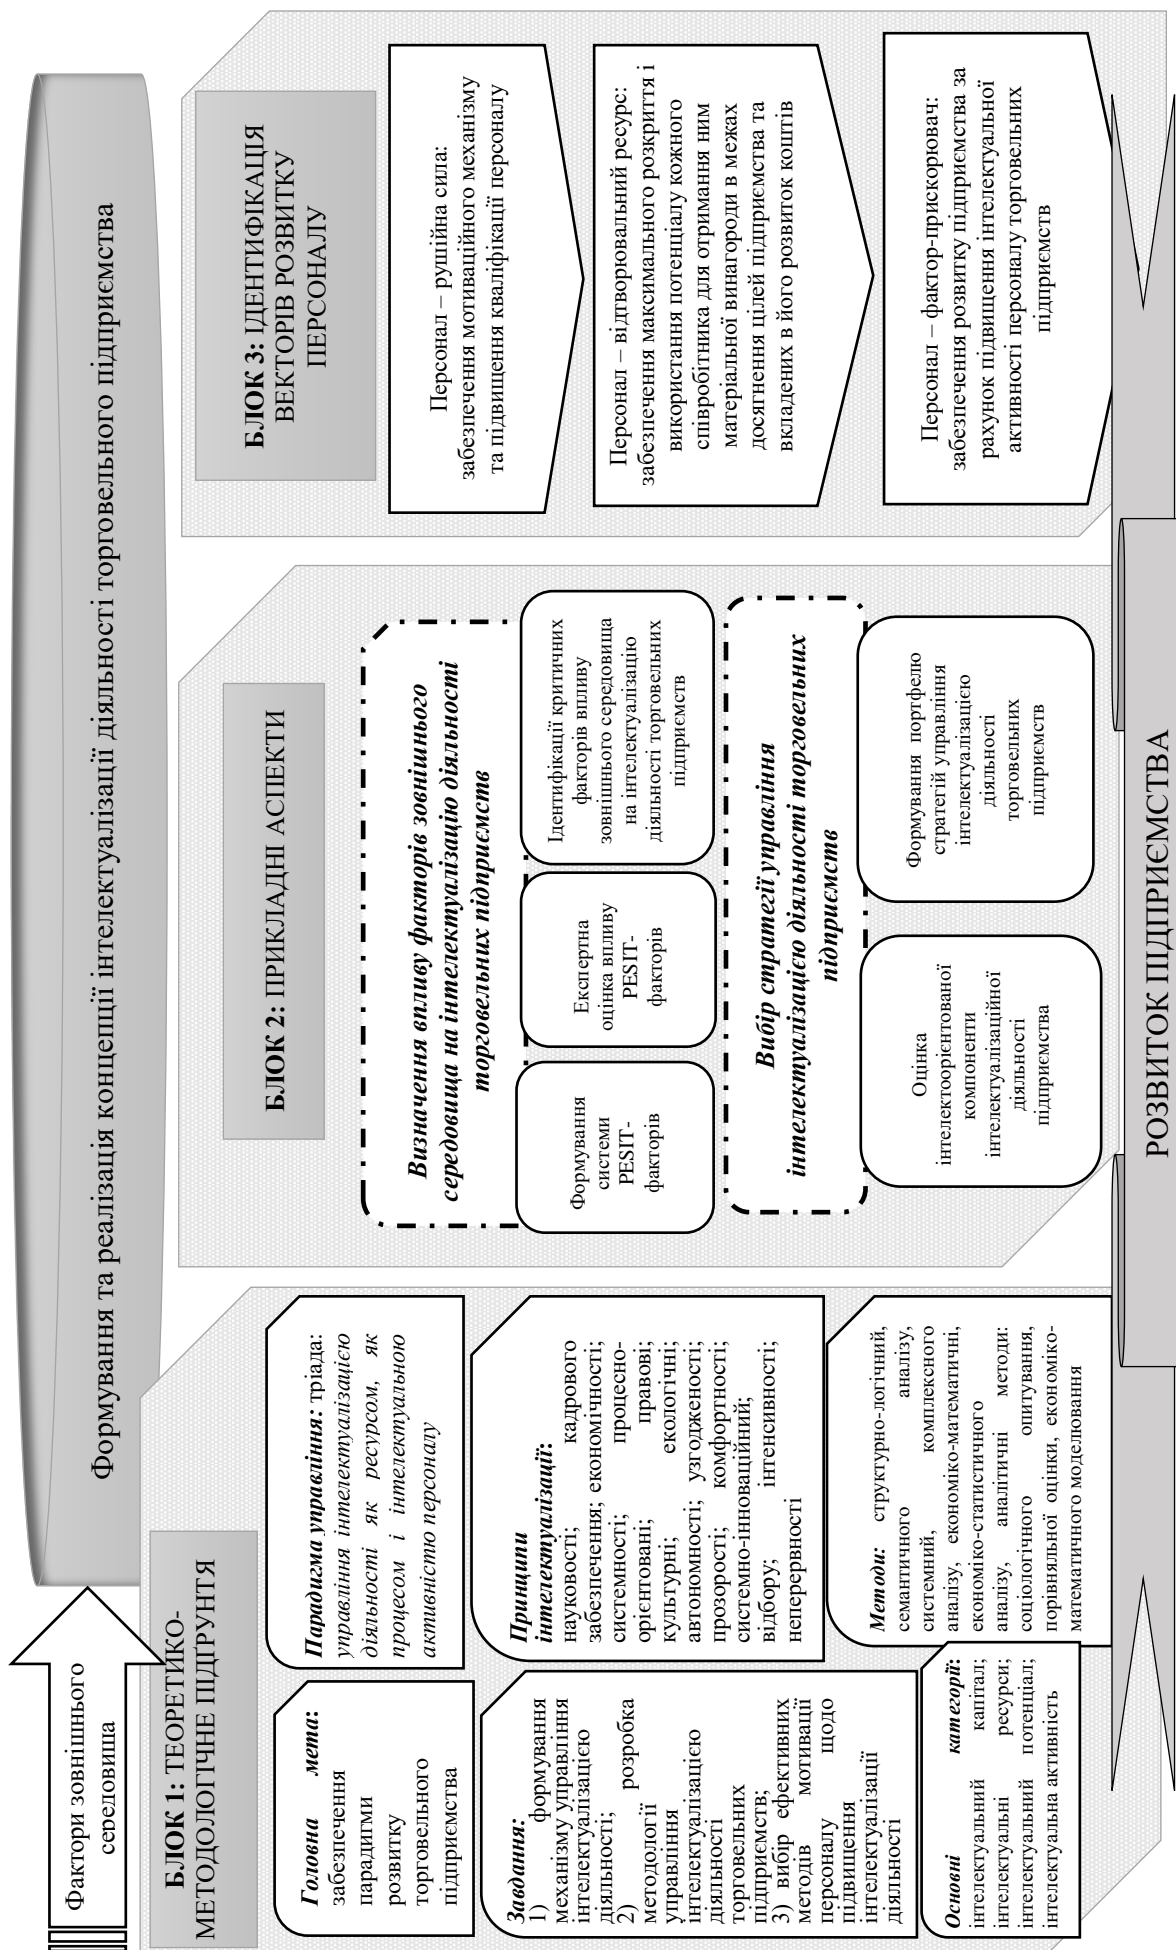 Фактори зовнішнього
середовища
Формування та реалізація концепції інтелектуалізації діяльності торговельного підприємства
БЛОК 1: ТЕОРЕТИКО-
МЕТОДОЛОГІЧНЕ ПІДҐРУНТЯ
Головна мета:
забезпечення
парадигми
розвитку
торговельного
підприємства
Парадигма управління: тріада:
управління інтелектуалізацією
діяльності як ресурсом, як
процесом і інтелектуальною
активністю персоналу
Завдання:
1) формування
механізму управління
інтелектуалізацією
діяльності;
2) розробка
методології
управління
інтелектуалізацією
діяльності
торговельних
підприємств;
3) вибір ефективних
методів мотивації
персоналу щодо
підвищення
інтелектуалізації
діяльності
Принципи
інтелектуалізації:
науковості; кадрового
забезпечення; економічності;
системності; процесно-
орієнтовані; правові;
культурні; екологічні;
автономності; узгодженості;
прозорості; комфортності;
системно-інноваційний;
відбору; інтенсивності;
неперервності
Основні категорії:
інтелектуальний капітал;
інтелектуальні ресурси;
інтелектуальний потенціал;
інтелектуальна активність
Методи: структурно-логічний,
семантичного аналізу,
системний, комплексного
аналізу, економіко-математичні,
економіко-статистичного
аналізу, аналітичні методи:
соціологічного опитування,
порівняльної оцінки, економіко-
математичного моделювання
БЛОК 2: ПРИКЛАДНІ АСПЕКТИ
Визначення впливу факторів зовнішнього
середовища на інтелектуалізацію діяльності
торговельних підприємств
Формування
системи
PESIT-
факторів
Експертна
оцінка впливу
PESIT-
факторів
Ідентифікації критичних
факторів впливу
зовнішнього середовища
на інтелектуалізацію
діяльності торговельних
підприємств
Вибір стратегії управління
інтелектуалізацією діяльності торговельних
підприємств
Оцінка
інтелектоорієнтованої
компоненти
інтелектуалізаційної
діяльності
підприємства
Формування портфелю
стратегій управління
інтелектуалізацією
діяльності
торговельних
підприємств
БЛОК 3: ІДЕНТИФІКАЦІЯ
ВЕКТОРІВ РОЗВИТКУ
ПЕРСОНАЛУ
Персонал – рушійна сила:
забезпечення мотиваційного механізму
та підвищення кваліфікації персоналу
Персонал – відтворювальний ресурс:
забезпечення максимального розкриття і
використання потенціалу кожного
співробітника для отримання ним
матеріальної винагороди в межах
досягнення цілей підприємства та
вкладених в його розвиток коштів
Персонал – фактор-прискорювач:
забезпечення розвитку підприємства за
рахунок підвищення інтелектуальної
активності персоналу торговельних
підприємств
РОЗВИТОК ПІДПРИЄМСТВА